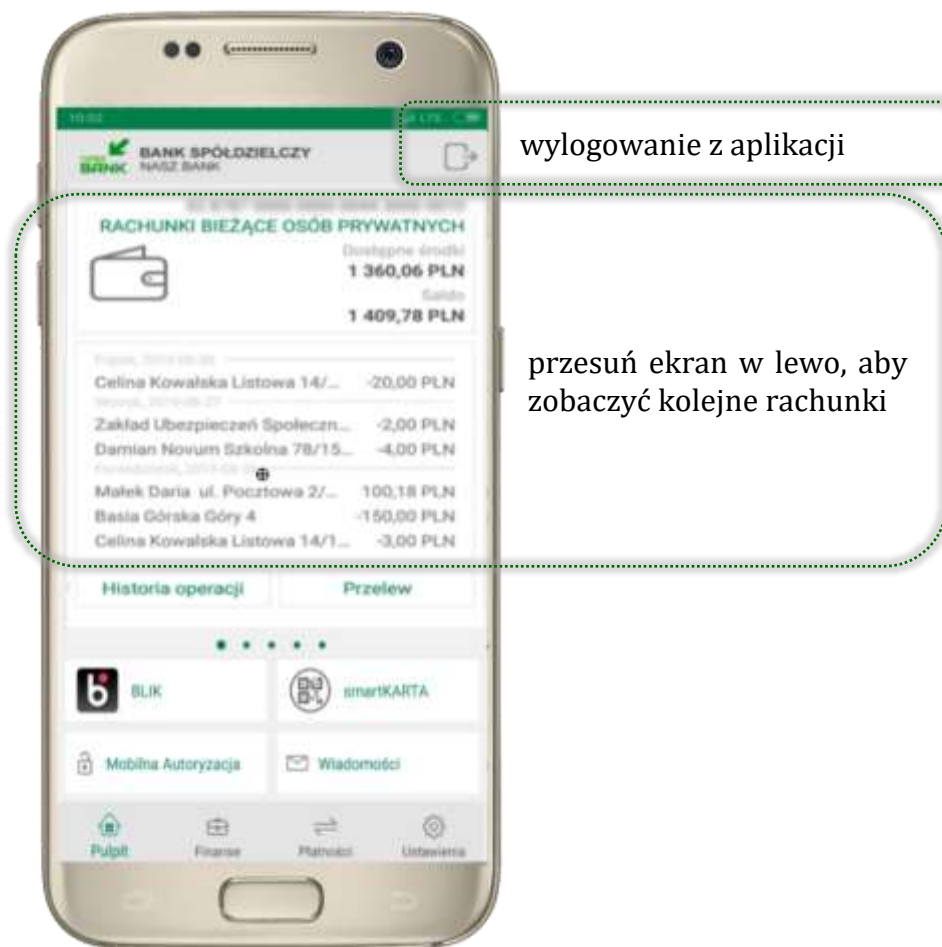 10:02
LTE
BANK SPÓŁDZIELCZY
BANK NASZ BANK
wylogowanie z aplikacji
RACHUNKI BIEŻĄCE OSÓB PRYWATNYCH
Dostępne środki
1 360,06 PLN
Saldo
1 409,78 PLN
przesuń ekran w lewo, aby
zobaczyć kolejne rachunki
Celina Kowalska Listowa 14/... -20,00 PLN
Zakład Ubezpieczeń Społeczn... -2,00 PLN
Damian Novum Szkolna 78/15... -4,00 PLN
Małek Daria ul. Pocztowa 2/... 100,18 PLN
Basia Górska Góry 4 -150,00 PLN
Celina Kowalska Listowa 14/1... -3,00 PLN
Historia operacji Przelew
BLIK smartKARTA
Mobilna Autoryzacja Wiadomości
Pulpit Finanse Płatności Ustawienia